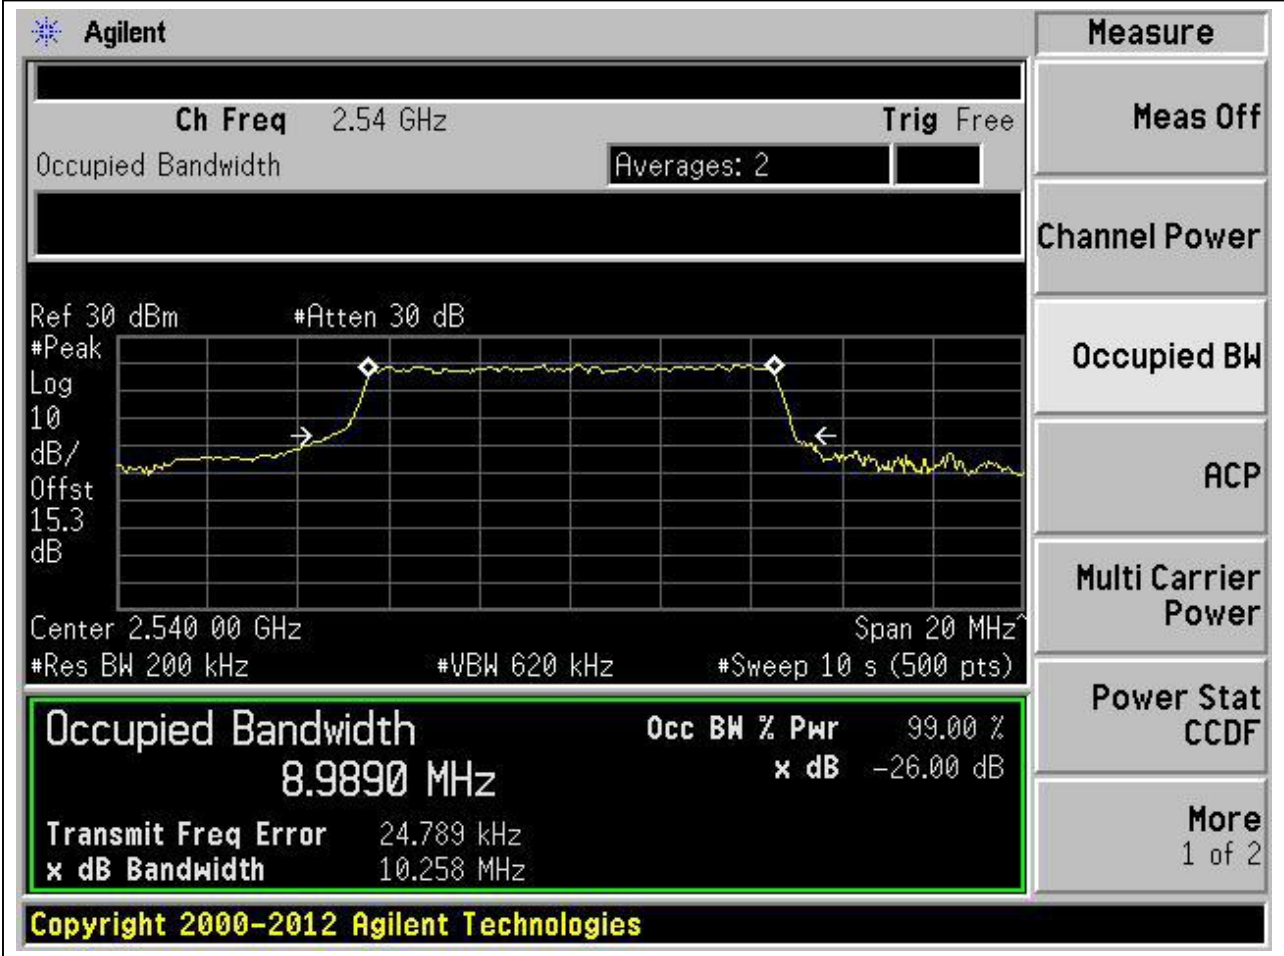 Agilent
Measure
Ch Freq 2.54 GHz Trig Free
Occupied Bandwidth Averages: 2
Meas Off
Channel Power
Occupied BW
ACP
Multi Carrier
Power
Power Stat
CCDF
More
1 of 2
Ref 30 dBm #Atten 30 dB
#Peak
Log
10
dB/
Offst
15.3
dB
Center 2.540 00 GHz Span 20 MHz^
#Res BW 200 kHz #VBW 620 kHz #Sweep 10 s (500 pts)
Occupied Bandwidth Occ BW % Pwr 99.00 %
8.9890 MHz x dB -26.00 dB
Transmit Freq Error 24.789 kHz
x dB Bandwidth 10.258 MHz
Copyright 2000-2012 Agilent Technologies